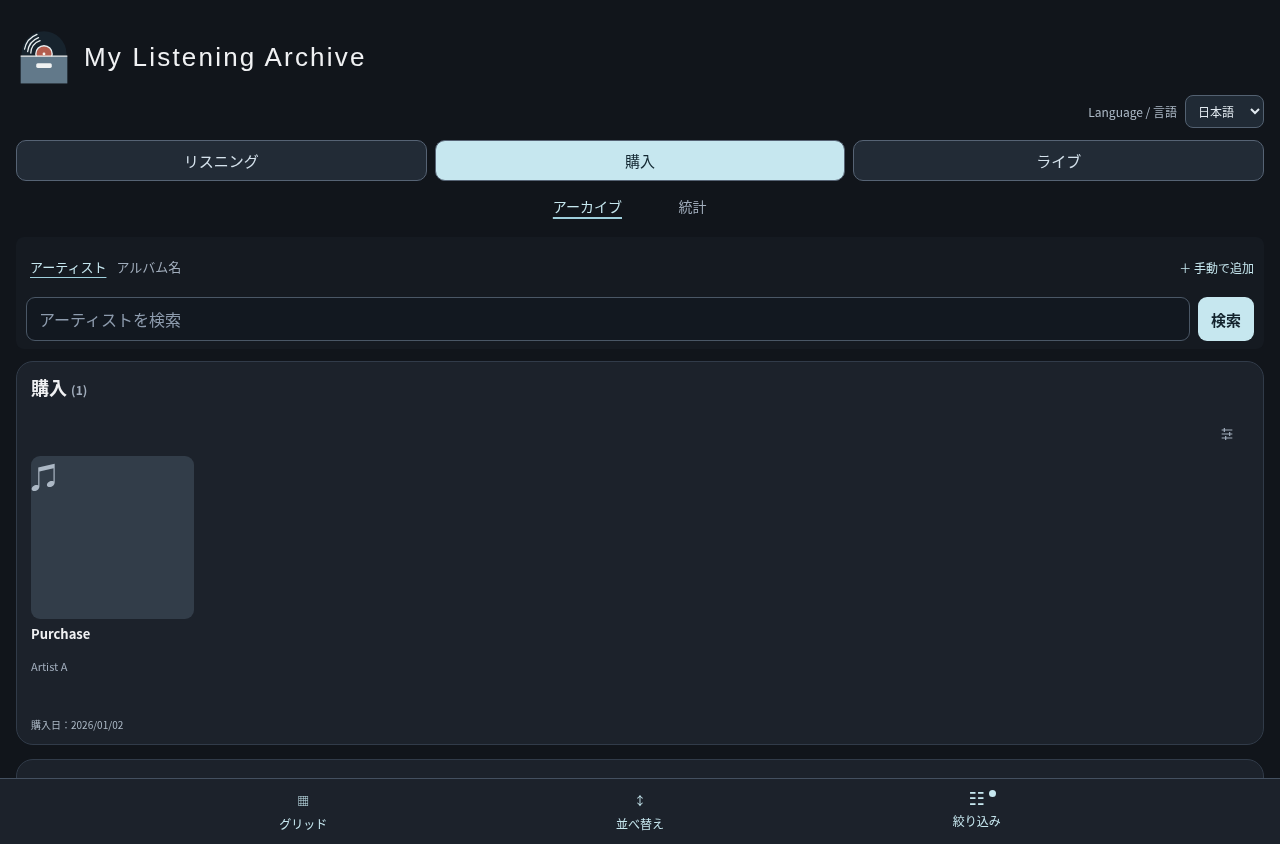 My Listening Archive
Language / 言語 日本語
リスニング 購入 ライブ
アーカイブ 統計
アーティスト アルバム名 ＋ 手動で追加
アーティストを検索 検索
購入 (1)
Purchase
Artist A
購入日：2026/01/02
グリッド 並べ替え 絞り込み